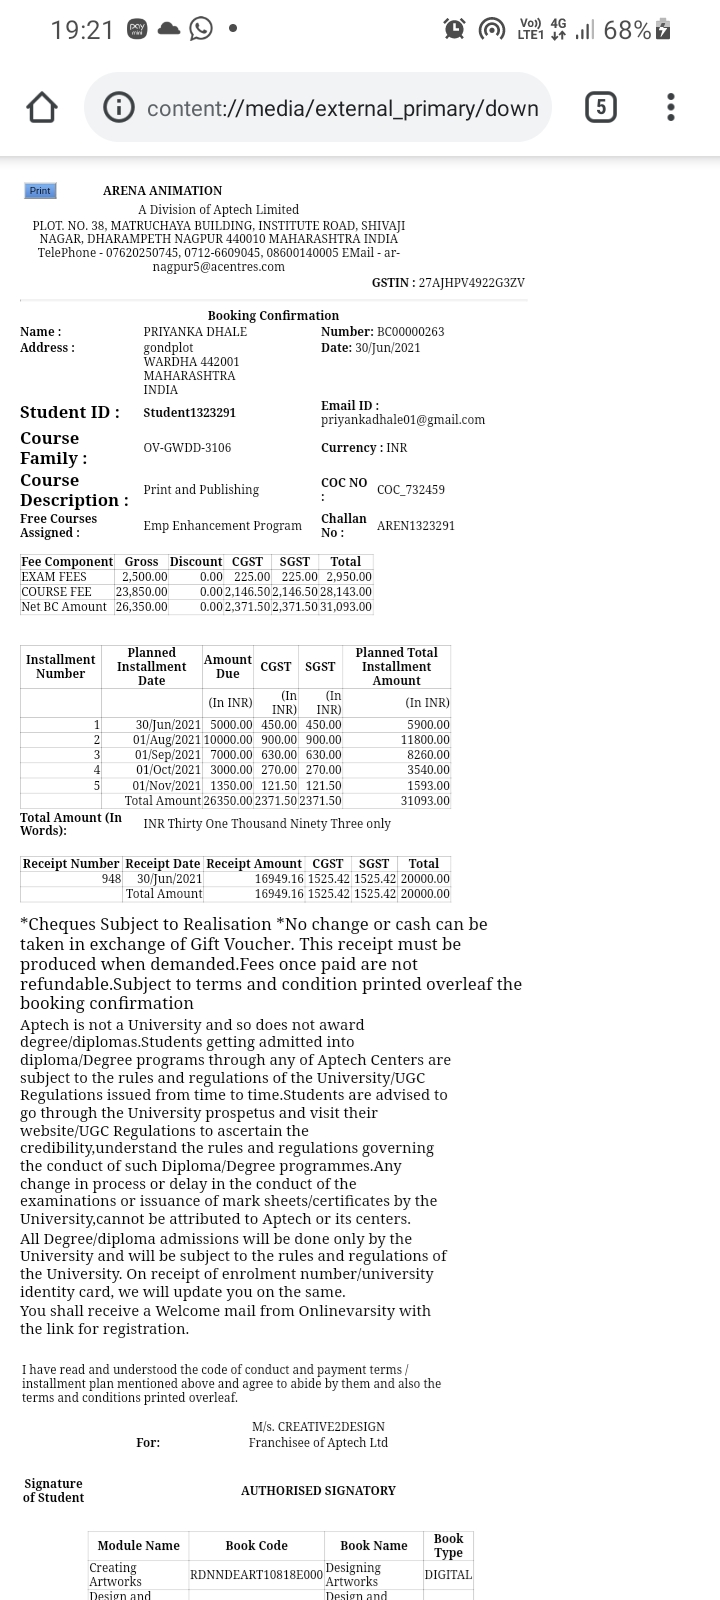 19:21 pay mini Vo)) LTE1 4G 68%
content://media/external_primary/down 5
Print ARENA ANIMATION
A Division of Aptech Limited
PLOT. NO. 38, MATRUCHAYA BUILDING, INSTITUTE ROAD, SHIVAJI
NAGAR, DHARAMPETH NAGPUR 440010 MAHARASHTRA INDIA
TelePhone - 07620250745, 0712-6609045, 08600140005 EMail - ar-
nagpur5@acentres.com
GSTIN : 27AJHPV4922G3ZV
Booking Confirmation
Name : PRIYANKA DHALE Number: BC00000263
Address : gondplot Date: 30/Jun/2021
WARDHA 442001
MAHARASHTRA
INDIA
Student ID : Student1323291 Email ID :
priyankadhale01@gmail.com
Course
Family : OV-GWDD-3106 Currency : INR
Course
Description : Print and Publishing COC NO
: COC_732459
Free Courses
Assigned : Emp Enhancement Program Challan
No : AREN1323291
Fee Component Gross Discount CGST SGST Total
EXAM FEES 2,500.00 0.00 225.00 225.00 2,950.00
COURSE FEE 23,850.00 0.00 2,146.50 2,146.50 28,143.00
Net BC Amount 26,350.00 0.00 2,371.50 2,371.50 31,093.00
Installment
Number Planned
Installment
Date Amount
Due CGST SGST Planned Total
Installment
Amount
(In INR) (In
INR) (In
INR) (In INR)
1 30/Jun/2021 5000.00 450.00 450.00 5900.00
2 01/Aug/2021 10000.00 900.00 900.00 11800.00
3 01/Sep/2021 7000.00 630.00 630.00 8260.00
4 01/Oct/2021 3000.00 270.00 270.00 3540.00
5 01/Nov/2021 1350.00 121.50 121.50 1593.00
Total Amount 26350.00 2371.50 2371.50 31093.00
Total Amount (In
Words): INR Thirty One Thousand Ninety Three only
Receipt Number Receipt Date Receipt Amount CGST SGST Total
948 30/Jun/2021 16949.16 1525.42 1525.42 20000.00
Total Amount 16949.16 1525.42 1525.42 20000.00
*Cheques Subject to Realisation *No change or cash can be
taken in exchange of Gift Voucher. This receipt must be
produced when demanded.Fees once paid are not
refundable.Subject to terms and condition printed overleaf the
booking confirmation
Aptech is not a University and so does not award
degree/diplomas.Students getting admitted into
diploma/Degree programs through any of Aptech Centers are
subject to the rules and regulations of the University/UGC
Regulations issued from time to time.Students are advised to
go through the University prospetus and visit their
website/UGC Regulations to ascertain the
credibility,understand the rules and regulations governing
the conduct of such Diploma/Degree programmes.Any
change in process or delay in the conduct of the
examinations or issuance of mark sheets/certificates by the
University,cannot be attributed to Aptech or its centers.
All Degree/diploma admissions will be done only by the
University and will be subject to the rules and regulations of
the University. On receipt of enrolment number/university
identity card, we will update you on the same.
You shall receive a Welcome mail from Onlinevarsity with
the link for registration.
I have read and understood the code of conduct and payment terms /
installment plan mentioned above and agree to abide by them and also the
terms and conditions printed overleaf.
M/s. CREATIVE2DESIGN
For: Franchisee of Aptech Ltd
Signature
of Student AUTHORISED SIGNATORY
Module Name Book Code Book Name Book
Type
Creating
Artworks RDNNDEART10818E000 Designing
Artworks DIGITAL
Design and Design and